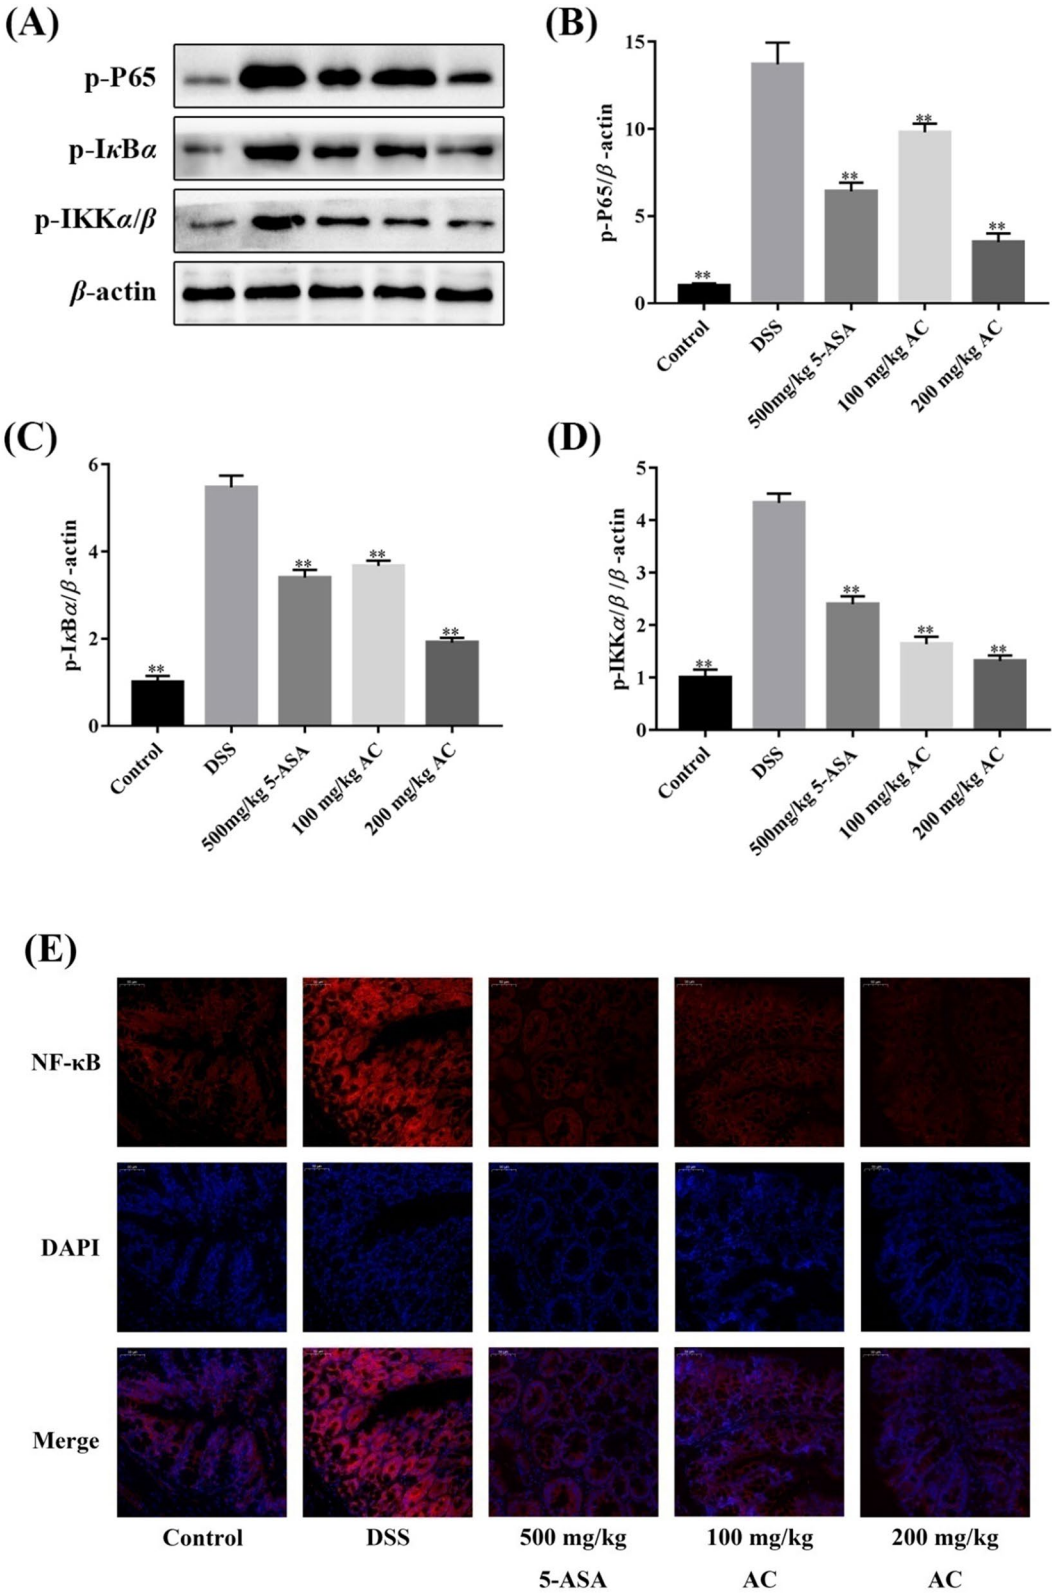 (A)
p-P65
p-IκBα
p-IKKα/β
β-actin
(B)
p-P65/β-actin
15
10
5
0
**
**
**
**
Control
DSS
500mg/kg 5-ASA
100 mg/kg AC
200 mg/kg AC
(C)
p-IκBα/β-actin
6
4
2
0
**
**
**
**
Control
DSS
500mg/kg 5-ASA
100 mg/kg AC
200 mg/kg AC
(D)
p-IKKα/β/β-actin
5
4
3
2
1
0
**
**
**
**
Control
DSS
500mg/kg 5-ASA
100 mg/kg AC
200 mg/kg AC
(E)
NF-κB
DAPI
Merge
Control
DSS
500 mg/kg
5-ASA
100 mg/kg
AC
200 mg/kg
AC